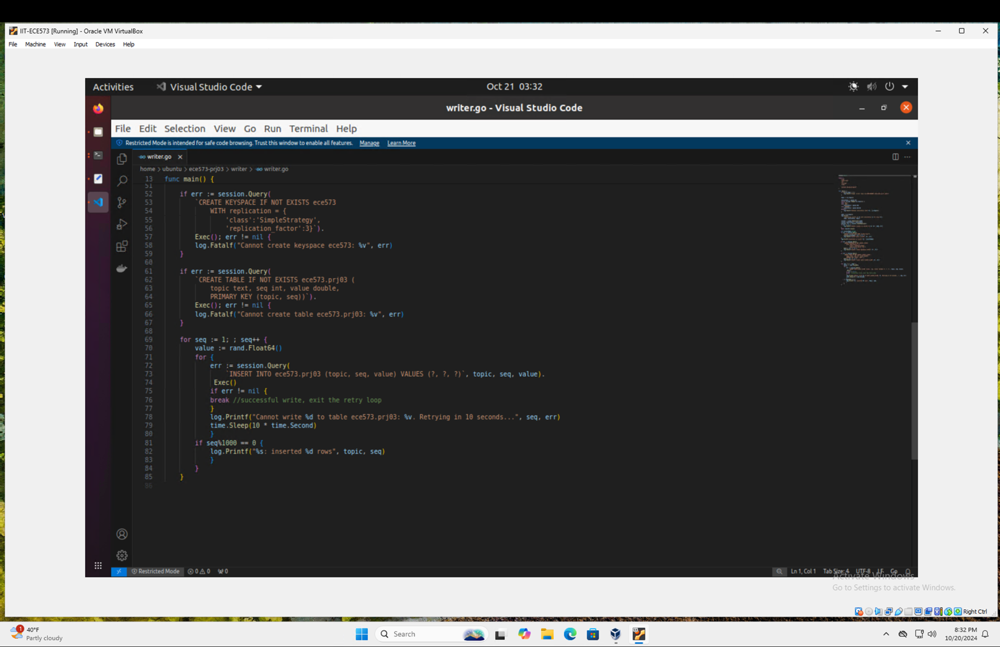 IIT-ECE573 [Running] - Oracle VM VirtualBox
File Machine View Input Devices Help
Activities Visual Studio Code Oct 21 03:32
writer.go - Visual Studio Code
File Edit Selection View Go Run Terminal Help
Restricted Mode is intended for safe code browsing. Trust this window to enable all features. Manage Learn More
writer.go
home > ubuntu > ece573-prj03 > writer > writer.go
13 func main() {
51
52 if err := session.Query(
53 `CREATE KEYSPACE IF NOT EXISTS ece573
54 WITH replication = {
55 'class':'SimpleStrategy',
56 'replication_factor':3}`).
57 Exec(); err != nil {
58 log.Fatalf("Cannot create keyspace ece573: %v", err)
59 }
60
61 if err := session.Query(
62 `CREATE TABLE IF NOT EXISTS ece573.prj03 (
63 topic text, seq int, value double,
64 PRIMARY KEY (topic, seq))`).
65 Exec(); err != nil {
66 log.Fatalf("Cannot create table ece573.prj03: %v", err)
67 }
68
69 for seq := 1; ; seq++ {
70 value := rand.Float64()
71 for {
72 err := session.Query(
73 `INSERT INTO ece573.prj03 (topic, seq, value) VALUES (?, ?, ?)`, topic, seq, value).
74 Exec()
75 if err != nil {
76 break //successful write, exit the retry loop
77 }
78 log.Printf("Cannot write %d to table ece573.prj03: %v. Retrying in 10 seconds...", seq, err)
79 time.Sleep(10 * time.Second)
80 }
81 if seq%1000 == 0 {
82 log.Printf("%s: inserted %d rows", topic, seq)
83 }
84 }
85 }
86
Restricted Mode 0 0 0 Ln 1, Col 1 Tab Size: 4 UTF-8 LF Go
Activate Windows
Go to Settings to activate Windows.
Right Ctrl
1
40°F
Partly cloudy
Search
8:32 PM
10/20/2024